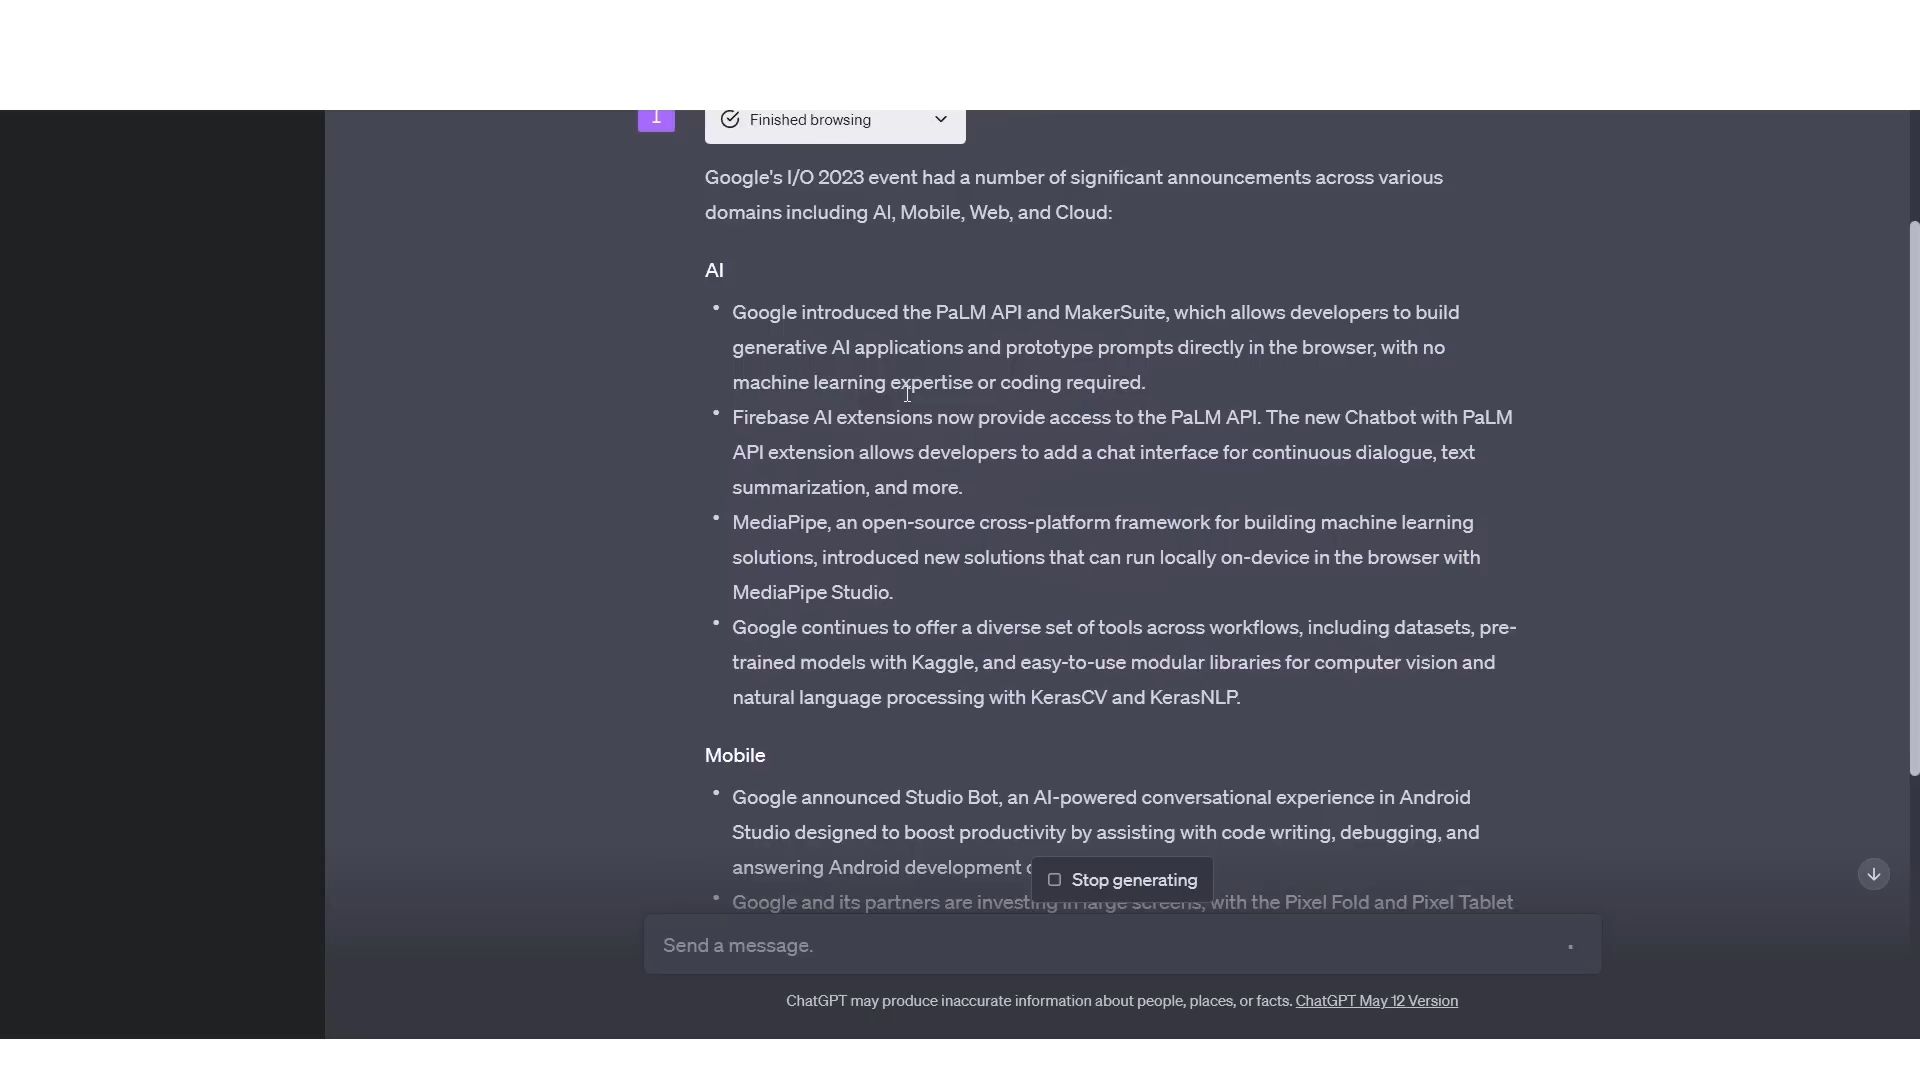 Finished browsing
Google's I/O 2023 event had a number of significant announcements across various
domains including AI, Mobile, Web, and Cloud:
AI
• Google introduced the PaLM API and MakerSuite, which allows developers to build
generative AI applications and prototype prompts directly in the browser, with no
machine learning expertise or coding required.
• Firebase AI extensions now provide access to the PaLM API. The new Chatbot with PaLM
API extension allows developers to add a chat interface for continuous dialogue, text
summarization, and more.
• MediaPipe, an open-source cross-platform framework for building machine learning
solutions, introduced new solutions that can run locally on-device in the browser with
MediaPipe Studio.
• Google continues to offer a diverse set of tools across workflows, including datasets, pre-
trained models with Kaggle, and easy-to-use modular libraries for computer vision and
natural language processing with KerasCV and KerasNLP.
Mobile
• Google announced Studio Bot, an AI-powered conversational experience in Android
Studio designed to boost productivity by assisting with code writing, debugging, and
answering Android development
Stop generating
• Google and its partners are investing in large screens, with the Pixel Fold and Pixel Tablet
Send a message.
ChatGPT may produce inaccurate information about people, places, or facts. ChatGPT May 12 Version